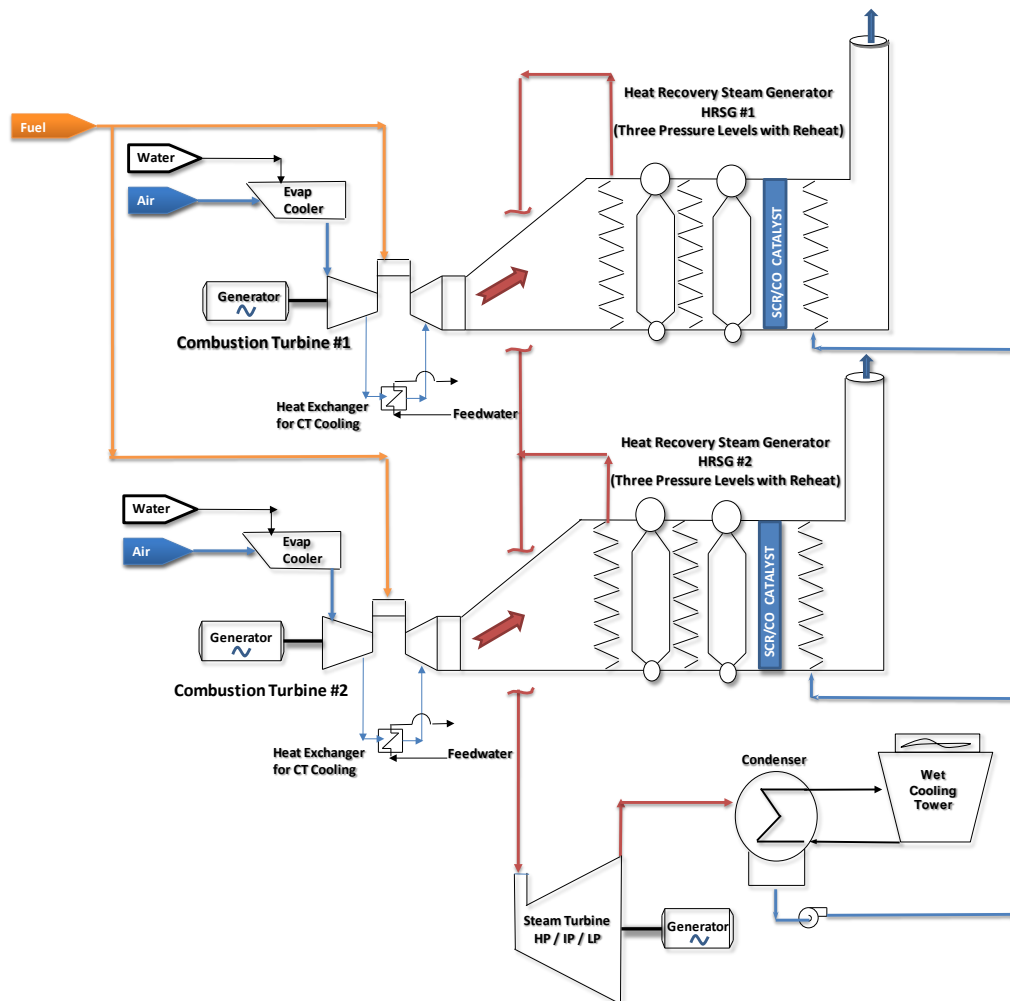 Heat Recovery Steam Generator
HRSG #1
(Three Pressure Levels with Reheat)
Fuel
Water
Air
Evap
Cooler
SCR/CO CATALYST
Generator
Combustion Turbine #1
Heat Exchanger
for CT Cooling
Feedwater
Heat Recovery Steam Generator
HRSG #2
(Three Pressure Levels with Reheat)
Water
Air
Evap
Cooler
SCR/CO CATALYST
Generator
Combustion Turbine #2
Heat Exchanger
for CT Cooling
Feedwater
Condenser
Wet
Cooling
Tower
Steam Turbine
HP / IP / LP
Generator